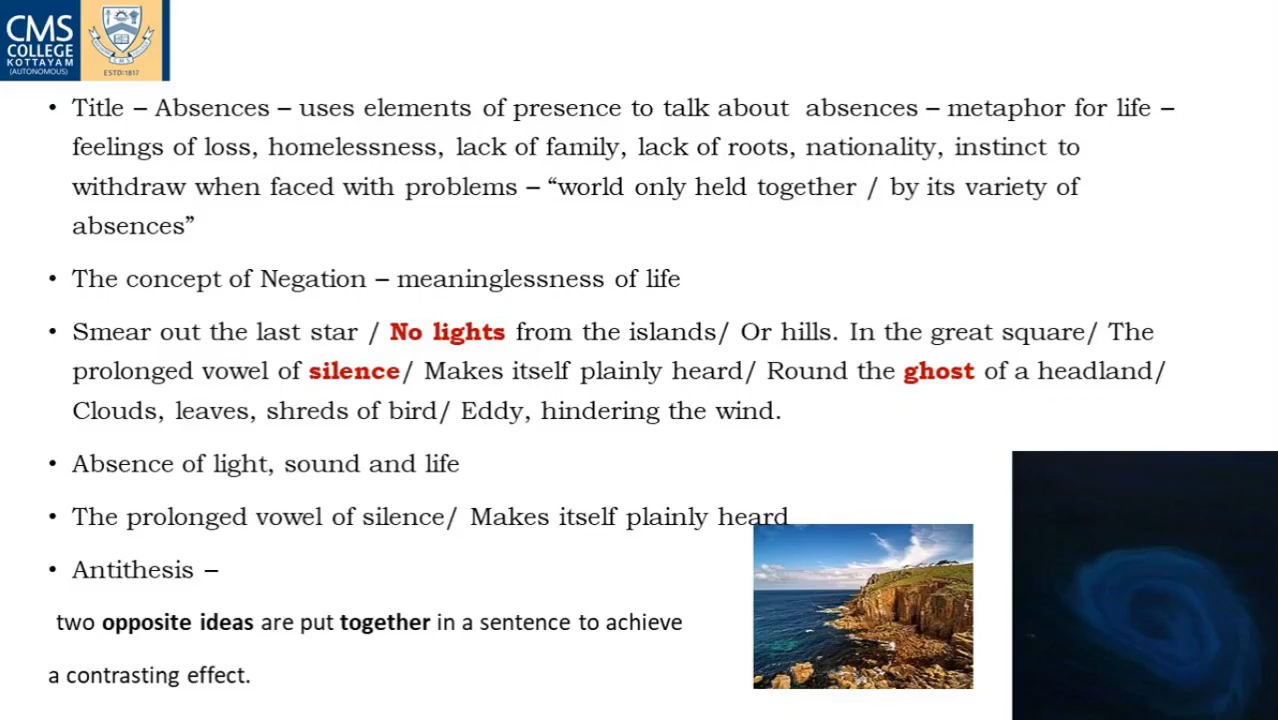 CMS
COLLEGE
KOTTAYAM
(AUTONOMOUS)
ESTD:1817
• Title – Absences – uses elements of presence to talk about absences – metaphor for life –
feelings of loss, homelessness, lack of family, lack of roots, nationality, instinct to
withdraw when faced with problems – “world only held together / by its variety of
absences”
• The concept of Negation – meaninglessness of life
• Smear out the last star / No lights from the islands/ Or hills. In the great square/ The
prolonged vowel of silence/ Makes itself plainly heard/ Round the ghost of a headland/
Clouds, leaves, shreds of bird/ Eddy, hindering the wind.
• Absence of light, sound and life
• The prolonged vowel of silence/ Makes itself plainly heard
• Antithesis –
two opposite ideas are put together in a sentence to achieve
a contrasting effect.